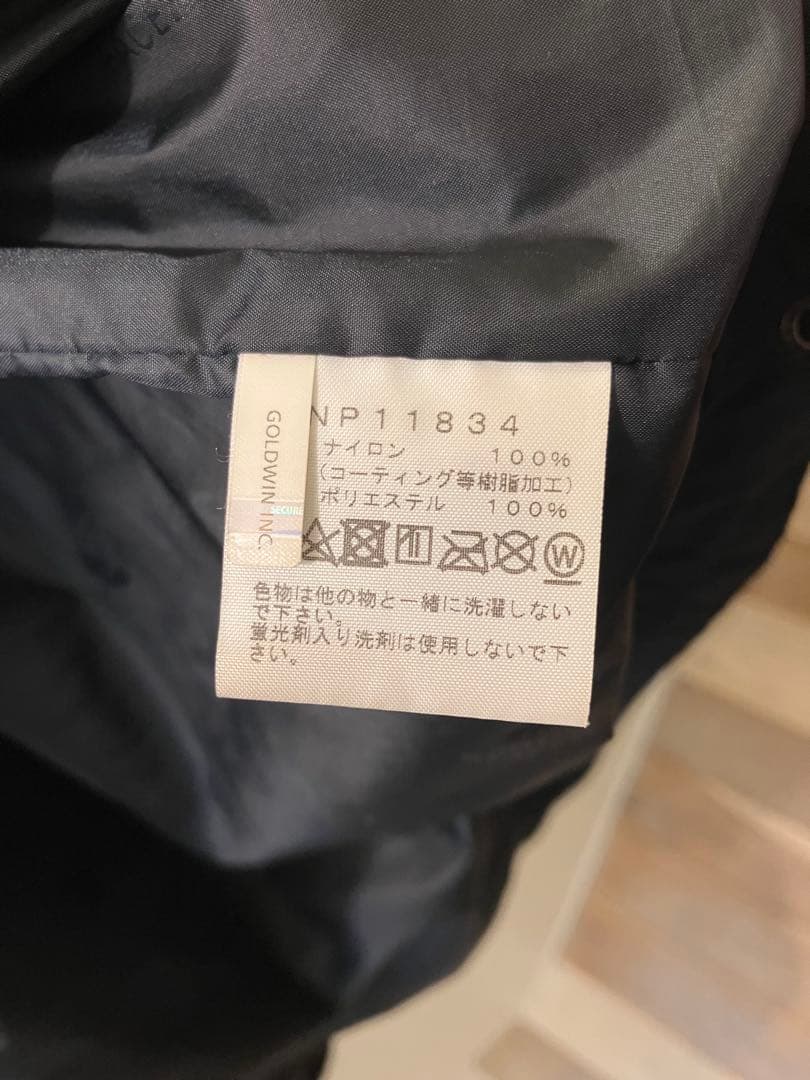 NP11834
ナイロン 100%
(コーティング等樹脂加工)
ポリエステル 100%
GOLDWIN INC.
SECURE
W
色物は他の物と一緒に洗濯しない
で下さい。
蛍光剤入り洗剤は使用しないで下
さい。